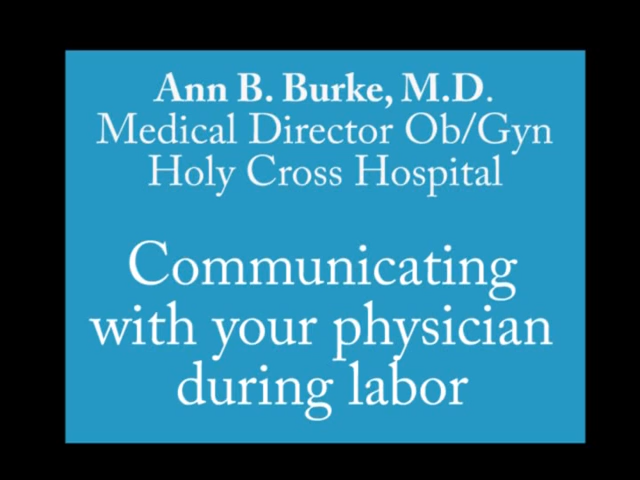 Ann B. Burke, M.D.
Medical Director Ob/Gyn
Holy Cross Hospital
Communicating
with your physician
during labor